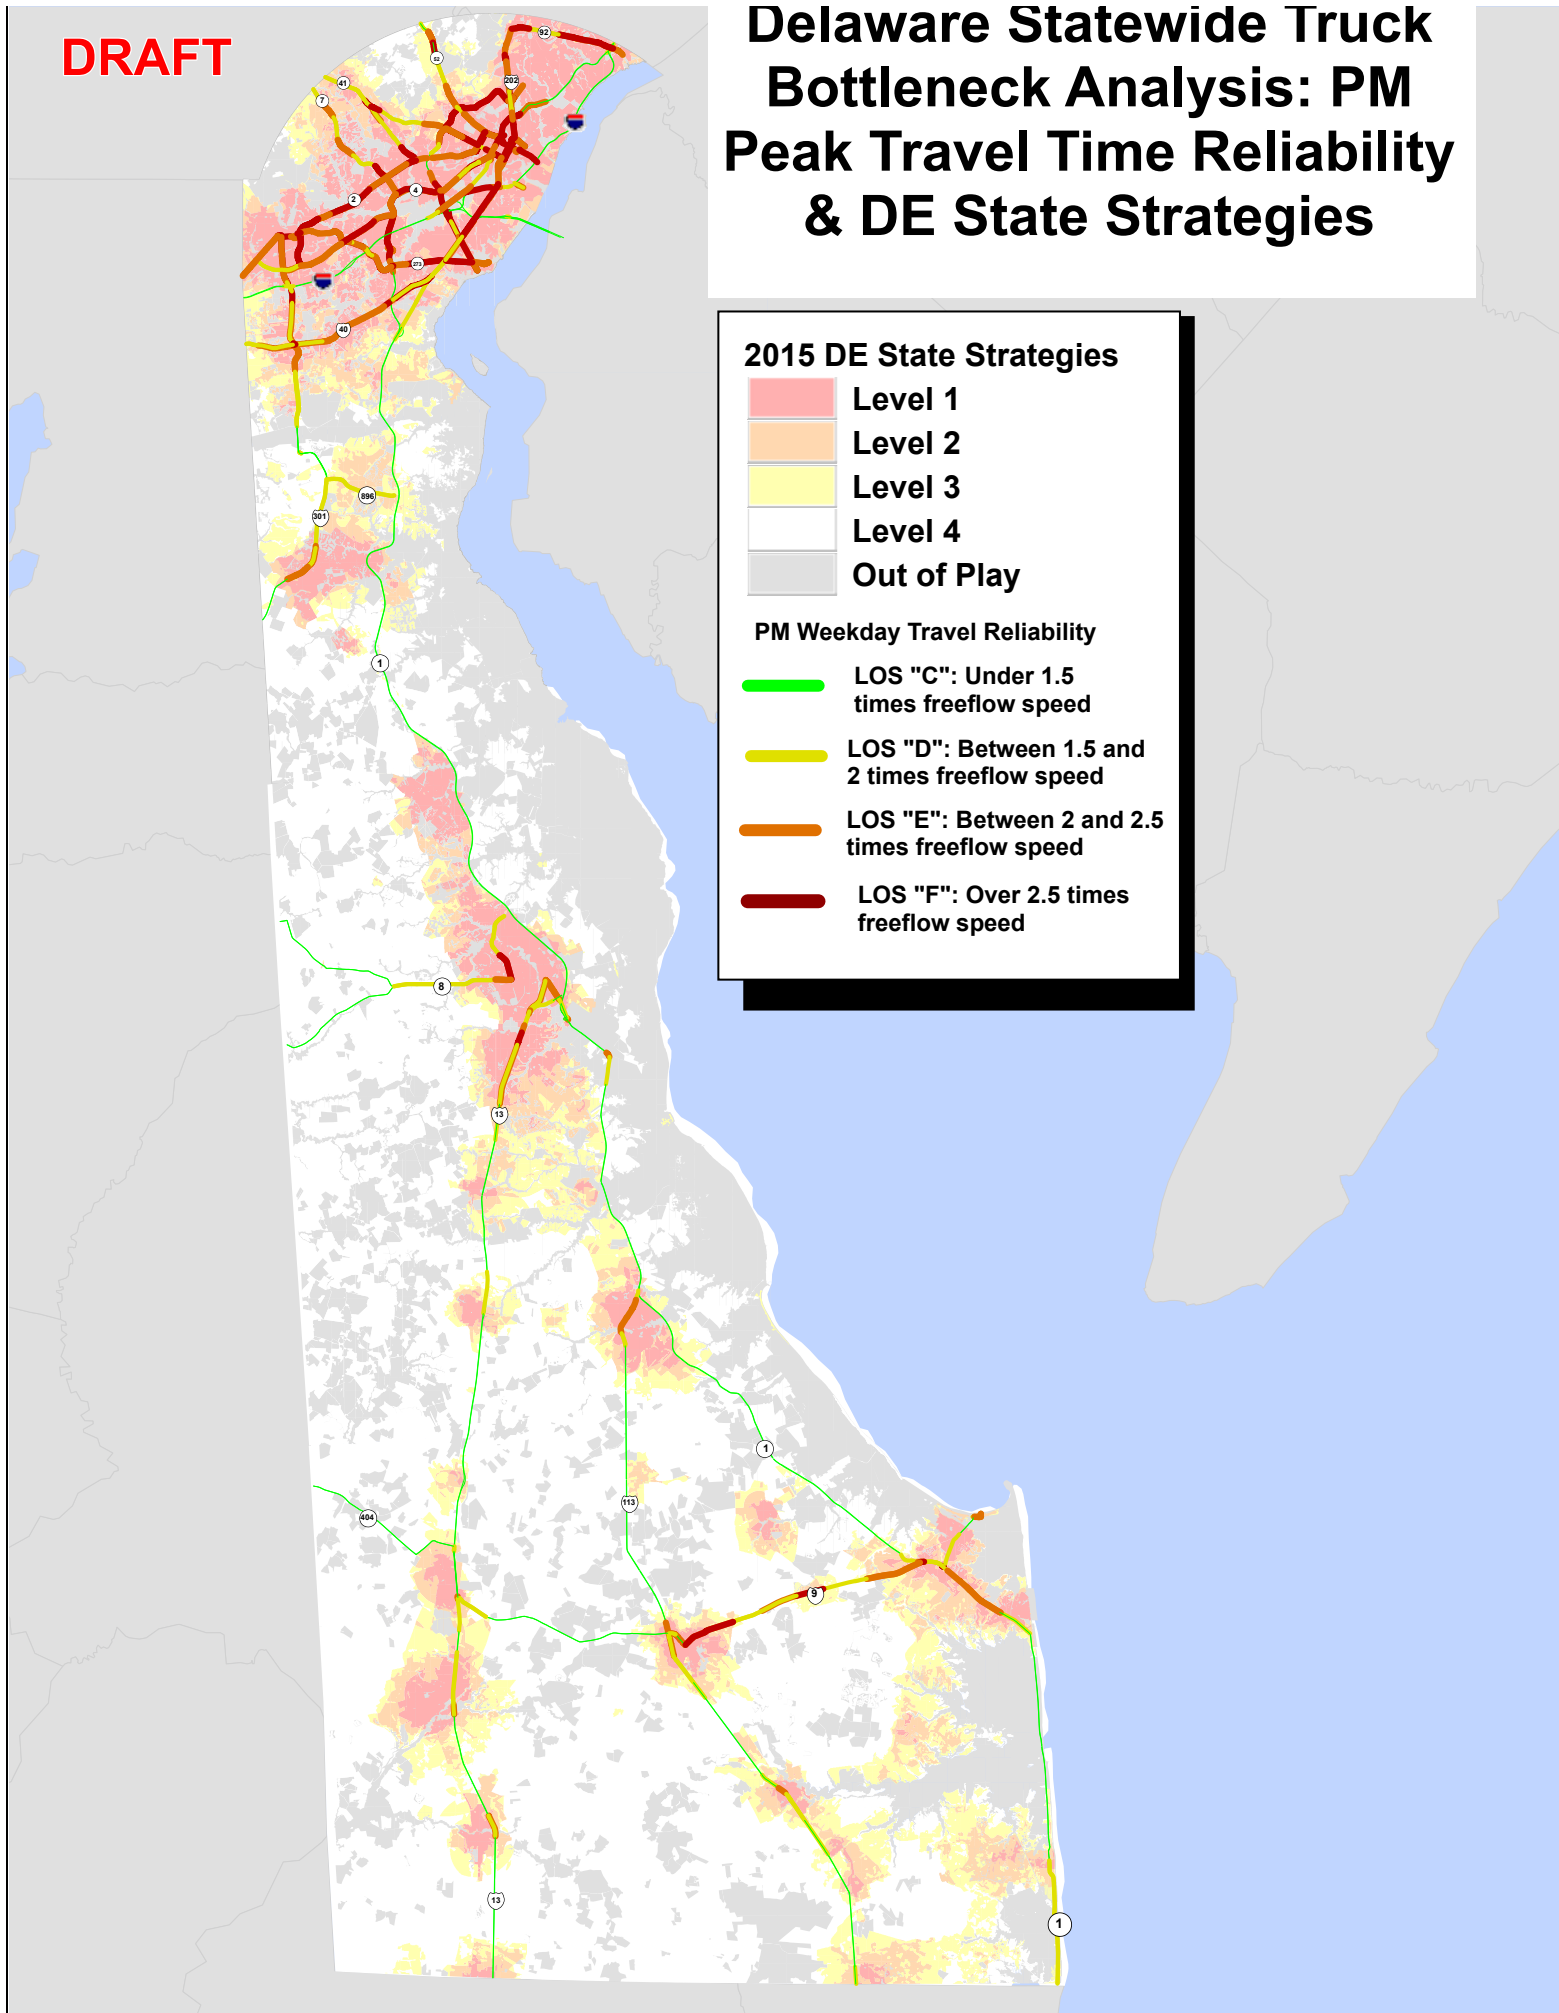 DRAFT
Delaware Statewide Truck
Bottleneck Analysis: PM
Peak Travel Time Reliability
& DE State Strategies
2015 DE State Strategies
Level 1
Level 2
Level 3
Level 4
Out of Play
PM Weekday Travel Reliability
LOS "C": Under 1.5
times freeflow speed
LOS "D": Between 1.5 and
2 times freeflow speed
LOS "E": Between 2 and 2.5
times freeflow speed
LOS "F": Over 2.5 times
freeflow speed
92
52
202
41
7
4
2
273
40
896
301
1
8
13
1
113
404
9
13
1